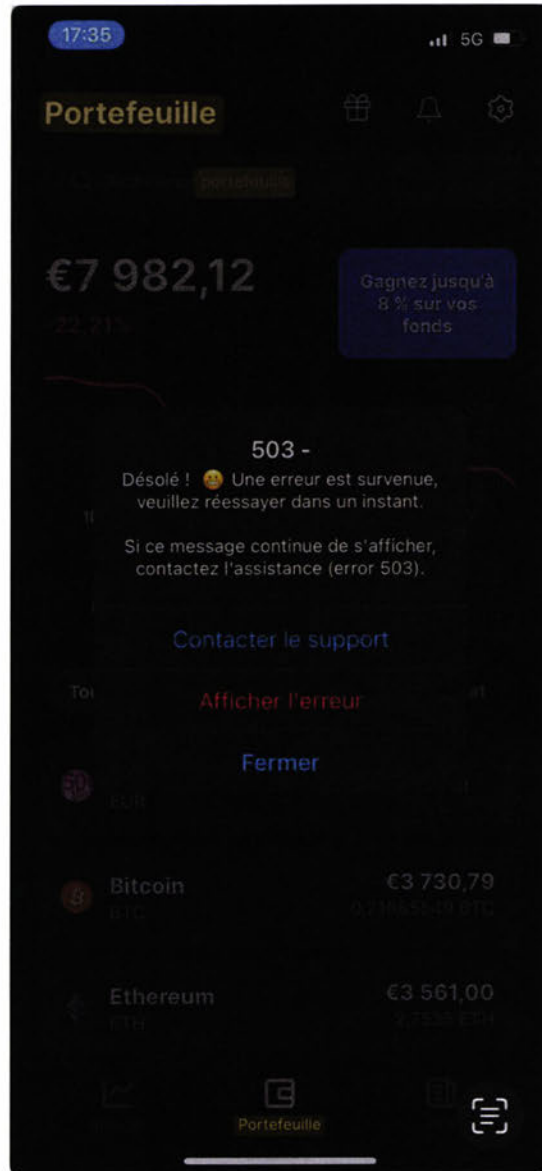 17:35
5G
Portefeuille
portefeuille
€7 982,12
22,21%
Gagnez jusqu'à
8 % sur vos
fonds
503 -
Désolé ! 😬 Une erreur est survenue,
veuillez réessayer dans un instant.
Si ce message continue de s'afficher,
contactez l'assistance (error 503).
Contacter le support
Afficher l'erreur
Fermer
EUR
Bitcoin
€3 730,79
BTC
Ethereum
€3 561,00
ETH
Portefeuille